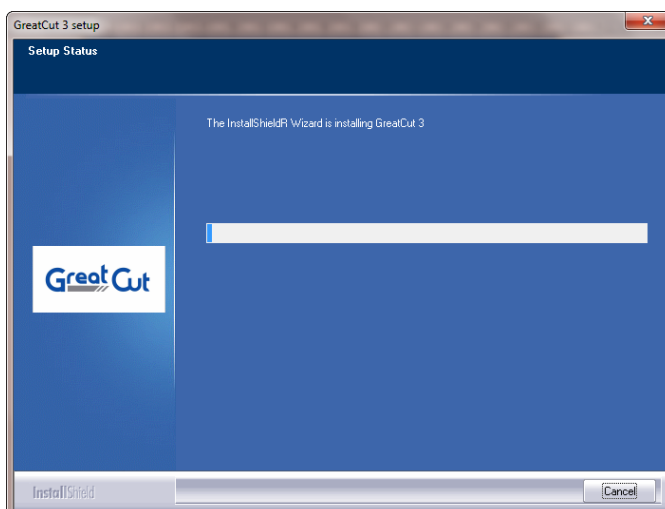 GreatCut 3 setup
Setup Status
The InstallShieldR Wizard is installing GreatCut 3
Great Cut
InstallShield
Cancel